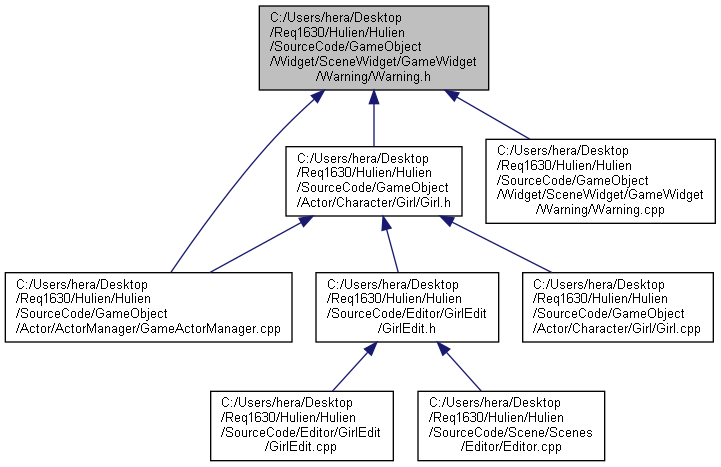 C:/Users/hera/Desktop
/Req1630/Hulien/Hulien
/SourceCode/GameObject
/Widget/SceneWidget/GameWidget
/Warning/Warning.h
C:/Users/hera/Desktop
/Req1630/Hulien/Hulien
/SourceCode/GameObject
/Actor/Character/Girl/Girl.h
C:/Users/hera/Desktop
/Req1630/Hulien/Hulien
/SourceCode/GameObject
/Widget/SceneWidget/GameWidget
/Warning/Warning.cpp
C:/Users/hera/Desktop
/Req1630/Hulien/Hulien
/SourceCode/GameObject
/Actor/ActorManager/GameActorManager.cpp
C:/Users/hera/Desktop
/Req1630/Hulien/Hulien
/SourceCode/Editor/GirlEdit
/GirlEdit.h
C:/Users/hera/Desktop
/Req1630/Hulien/Hulien
/SourceCode/GameObject
/Actor/Character/Girl/Girl.cpp
C:/Users/hera/Desktop
/Req1630/Hulien/Hulien
/SourceCode/Editor/GirlEdit
/GirlEdit.cpp
C:/Users/hera/Desktop
/Req1630/Hulien/Hulien
/SourceCode/Scene/Scenes
/Editor/Editor.cpp